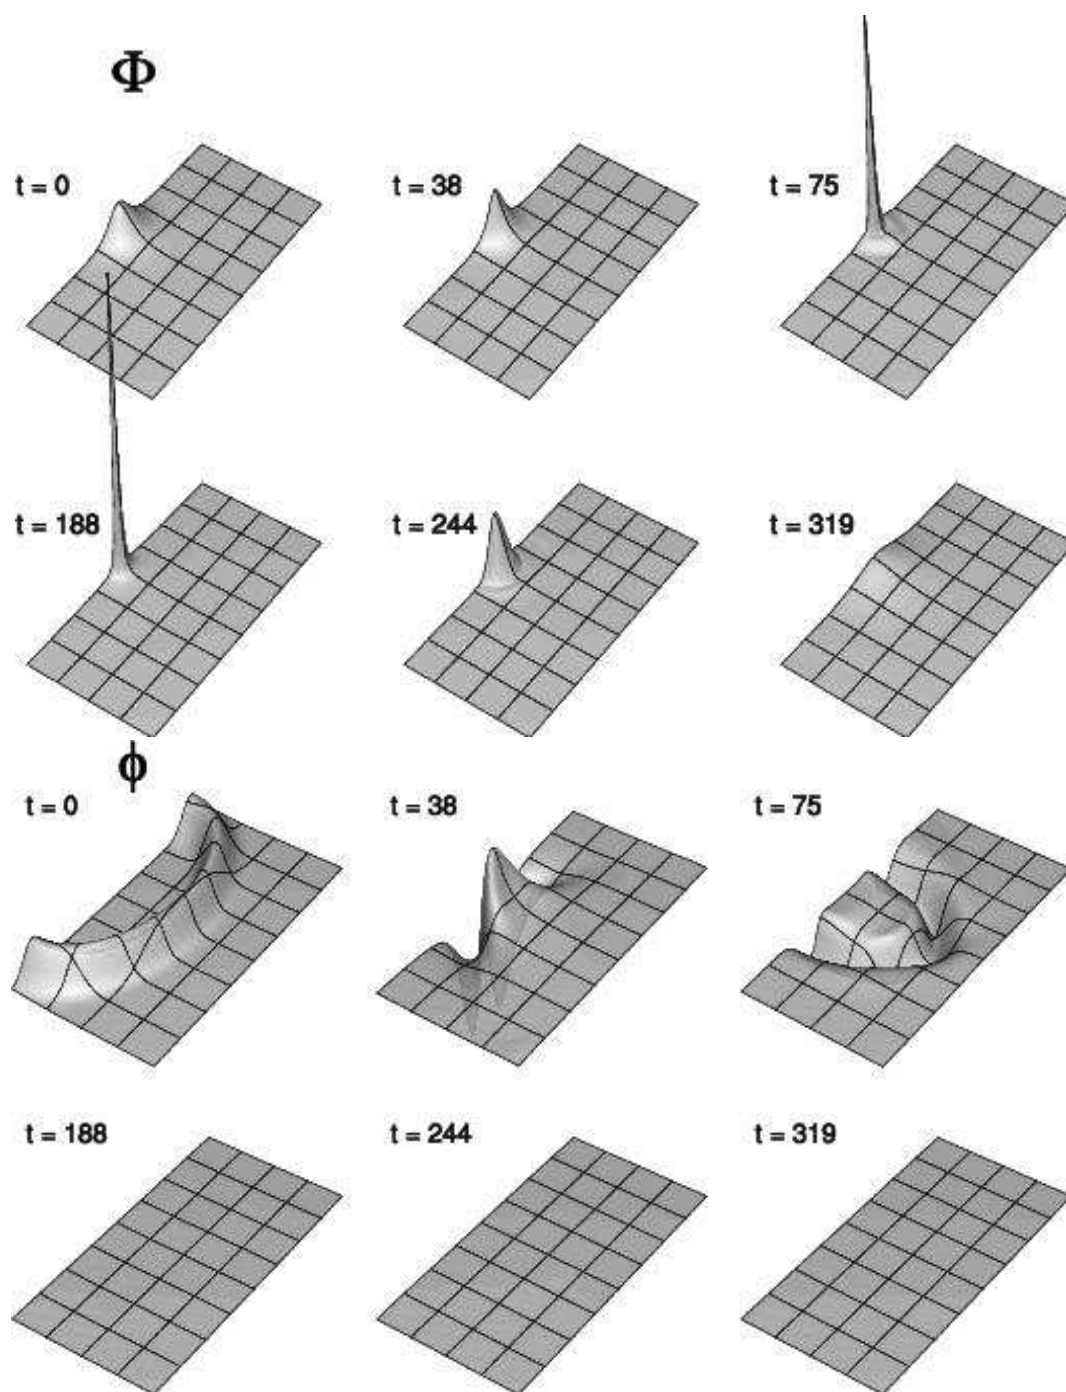 Φ
t = 0
t = 38
t = 75
t = 188
t = 244
t = 319
ϕ
t = 0
t = 38
t = 75
t = 188
t = 244
t = 319